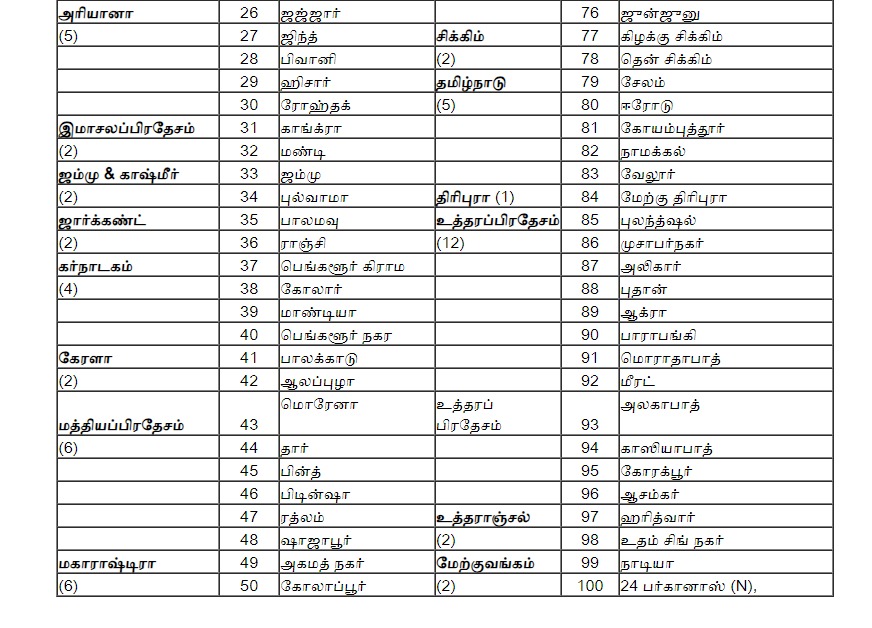 அரியானா 26 ஜஜ்ஜார் 76 ஜுன்ஜுனு
(5) 27 ஜிந்த் சிக்கிம் 77 கிழக்கு சிக்கிம்
28 பிவானி (2) 78 தென் சிக்கிம்
29 ஹிசார் தமிழ்நாடு 79 சேலம்
30 ரோஹ்தக் (5) 80 ஈரோடு
இமாசலப்பிரதேசம் 31 காங்க்ரா 81 கோயம்புத்தூர்
(2) 32 மண்டி 82 நாமக்கல்
ஜம்மு & காஷ்மீர் 33 ஜம்மு 83 வேலூர்
(2) 34 புல்வாமா திரிபுரா (1) 84 மேற்கு திரிபுரா
ஜார்க்கண்ட் 35 பாலமவு உத்தரப்பிரதேசம் 85 புலந்த்ஷல்
(2) 36 ராஞ்சி (12) 86 முசாபர்நகர்
கர்நாடகம் 37 பெங்களூர் கிராம 87 அலிகார்
(4) 38 கோலார் 88 புதான்
39 மாண்டியா 89 ஆக்ரா
40 பெங்களூர் நகர 90 பாராபங்கி
கேரளா 41 பாலக்காடு 91 மொராதாபாத்
(2) 42 ஆலப்புழா 92 மீரட்
மொரேனா உத்தரப் அலகாபாத்
மத்தியப்பிரதேசம் 43 பிரதேசம் 93
(6) 44 தார் 94 காஸியாபாத்
45 பின்த் 95 கோரக்பூர்
46 பிடின்ஷா 96 ஆசம்கர்
47 ரத்லம் உத்தராஞ்சல் 97 ஹரித்வார்
48 ஷாஜாபூர் (2) 98 உதம் சிங் நகர்
மகாராஷ்டிரா 49 அகமத் நகர் மேற்குவங்கம் 99 நாடியா
(6) 50 கோலாப்பூர் (2) 100 24 பர்கானாஸ் (N),